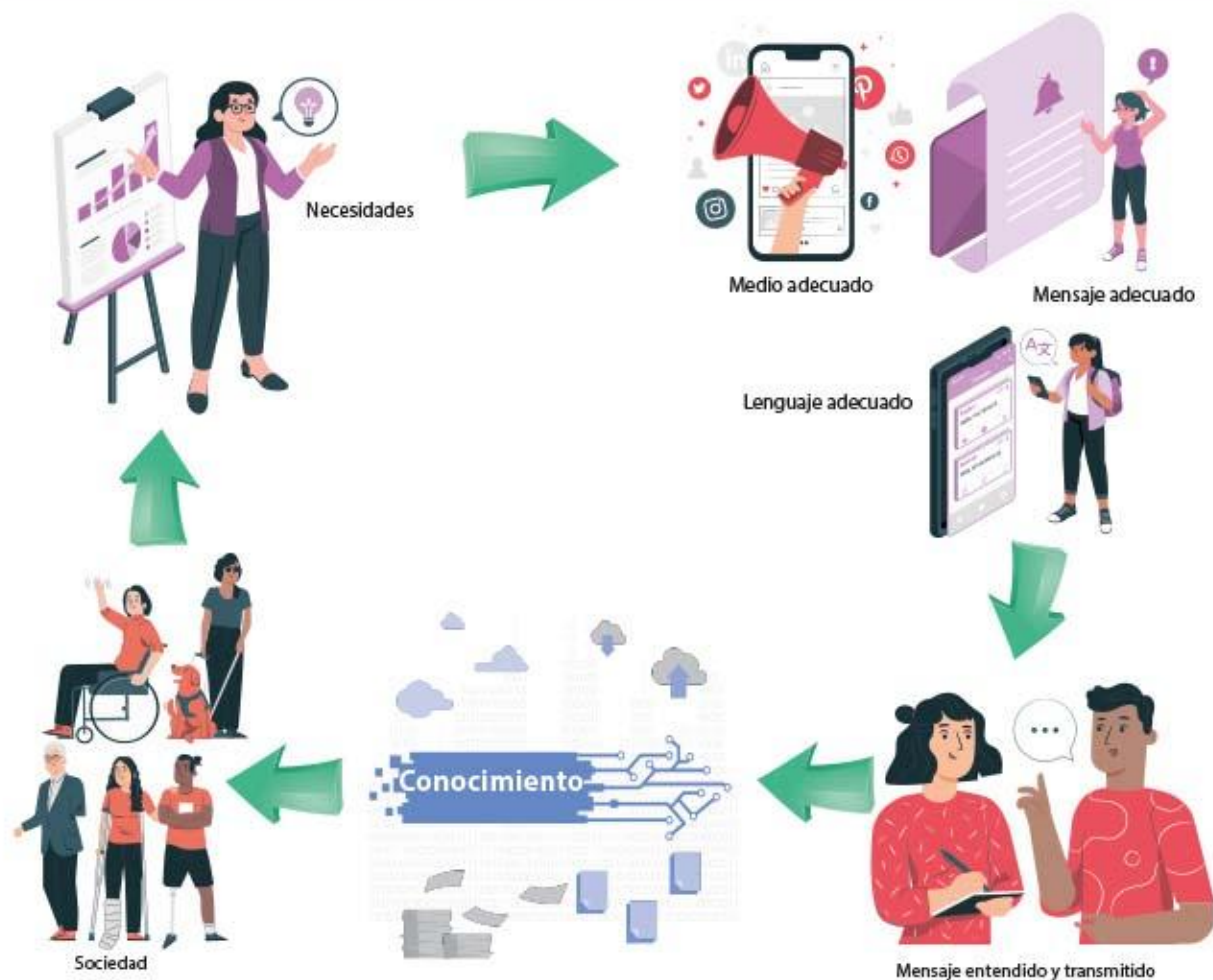 Necesidades
Medio adecuado
Mensaje adecuado
Lenguaje adecuado
Conocimiento
Sociedad
Mensaje entendido y transmitido